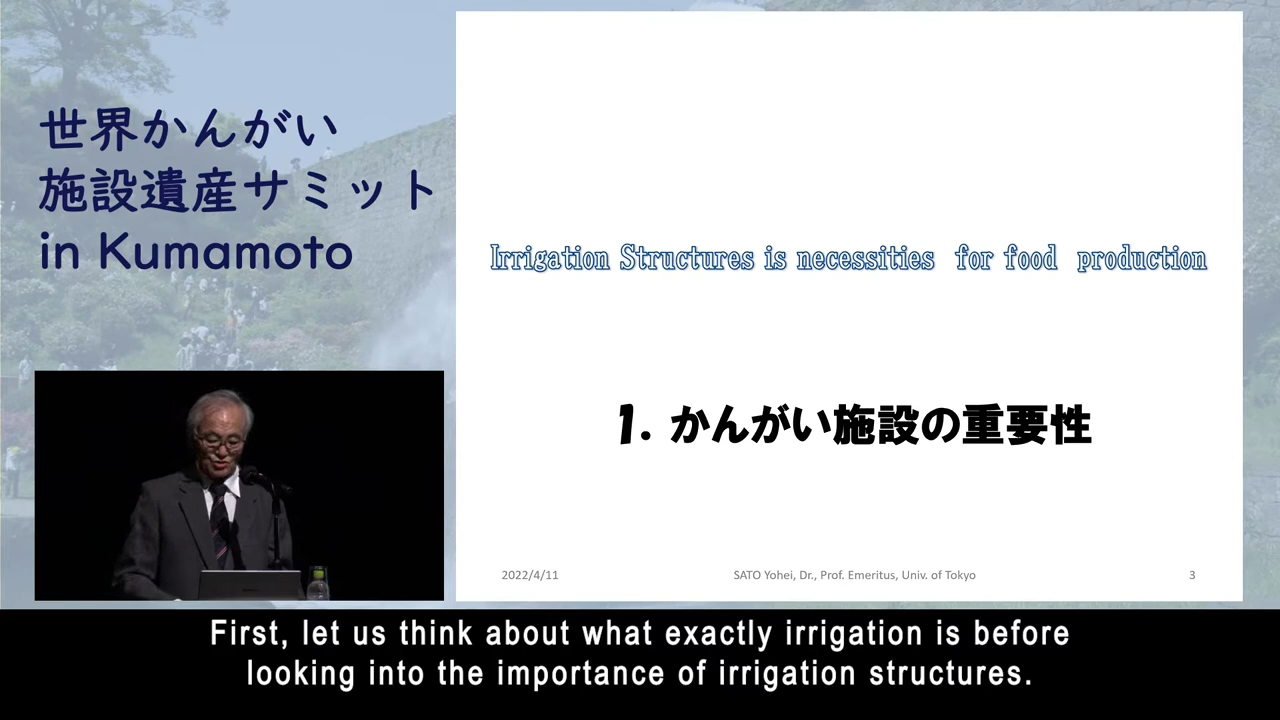 世界かんがい
施設遺産サミット
in Kumamoto
Irrigation Structures is necessities for food production
1. かんがい施設の重要性
2022/4/11
SATO Yohei, Dr., Prof. Emeritus, Univ. of Tokyo
3
First, let us think about what exactly irrigation is before
looking into the importance of irrigation structures.